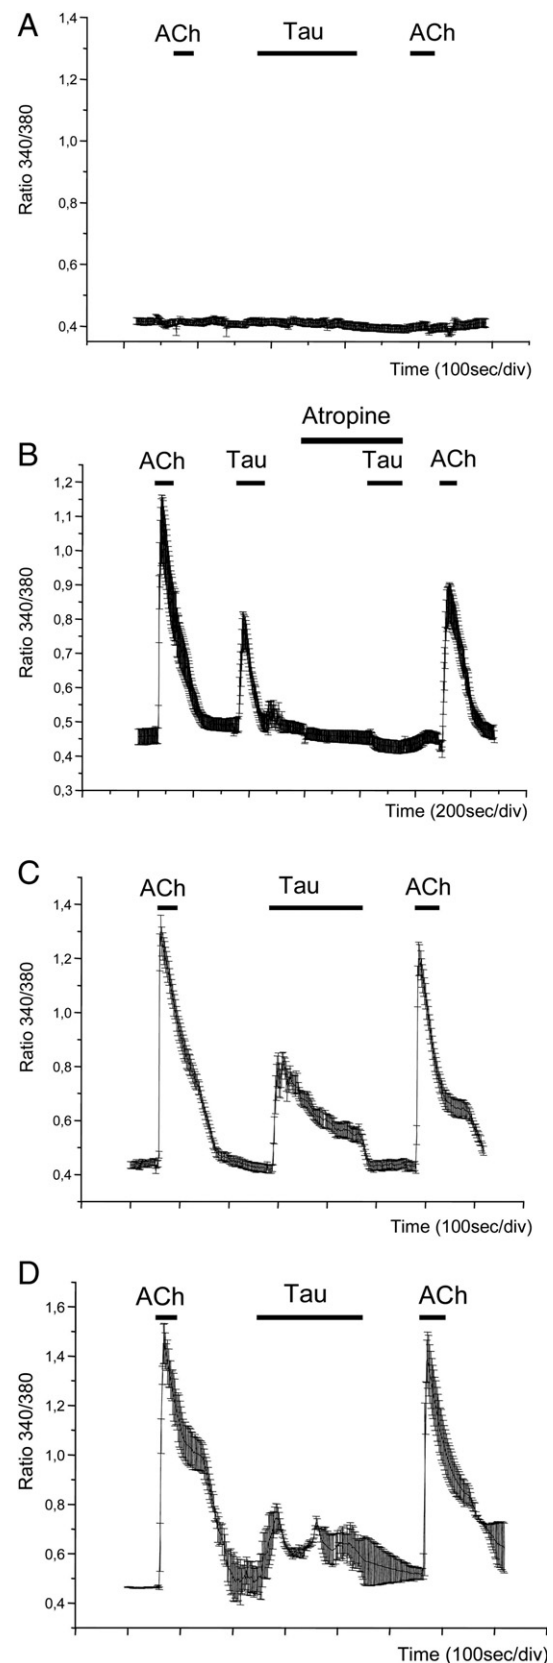 A
ACh Tau ACh
1,4
1,2
1,0
0,8
0,6
0,4
Ratio 340/380
Time (100sec/div)
Atropine
B
ACh Tau Tau ACh
1,2
1,1
1,0
0,9
0,8
0,7
0,6
0,5
0,4
0,3
Ratio 340/380
Time (200sec/div)
C
ACh Tau ACh
1,4
1,2
1,0
0,8
0,6
0,4
Ratio 340/380
Time (100sec/div)
D
ACh Tau ACh
1,6
1,4
1,2
1,0
0,8
0,6
0,4
Ratio 340/380
Time (100sec/div)